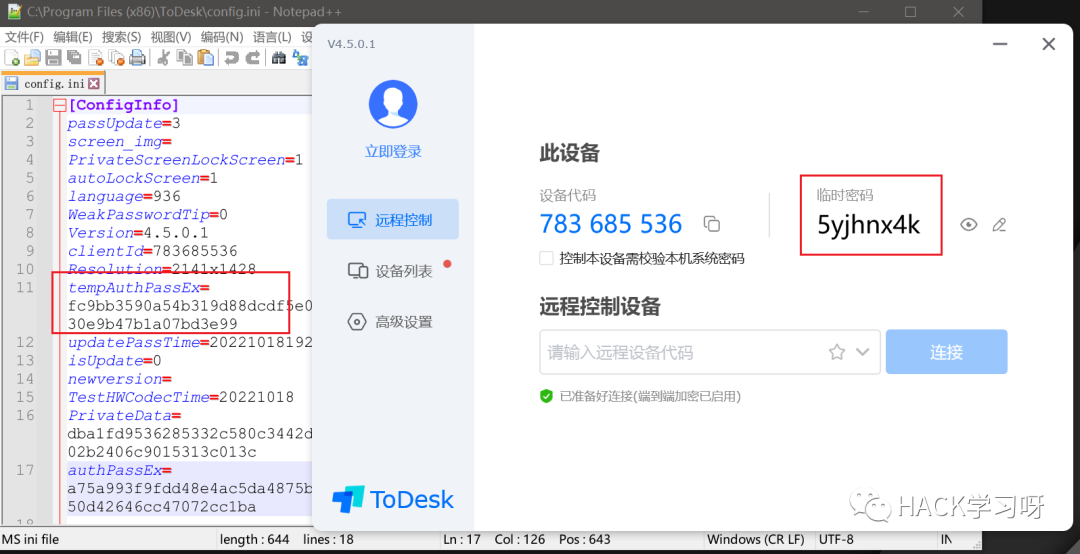 C:\Program Files (x86)\ToDesk\config.ini - Notepad++
文件(F) 编辑(E) 搜索(S) 视图(V) 编码(N) 语言(L) 设
config.ini
1 [ConfigInfo]
2 passUpdate=3
3 screen_img=
4 PrivateScreenLockScreen=1
5 autoLockScreen=1
6 language=936
7 WeakPasswordTip=0
8 Version=4.5.0.1
9 clientId=783685536
10 Resolution=2141x1428
11 tempAuthPassEx=
fc9bb3590a54b319d88dcdf5e0
30e9b47b1a07bd3e99
12 updatePassTime=20221018192
13 isUpdate=0
14 newversion=
15 TestHWCodecTime=20221018
16 PrivateData=
dba1fd9536285332c580c3442d
02b2406c9015313c013c
17 authPassEx=
a75a993f9fdd48e4ac5da4875b
50d42646cc47072cc1ba
18
MS ini file length : 644 lines : 18 Ln : 17 Col : 126 Pos : 643 Windows (CR LF) UTF-8 IN
V4.5.0.1
立即登录
远程控制
设备列表
高级设置
ToDesk
此设备
设备代码
783 685 536
临时密码
5yjhnx4k
控制本设备需校验本机系统密码
远程控制设备
请输入远程设备代码
连接
已准备好连接(端到端加密已启用)
HACK学习呀